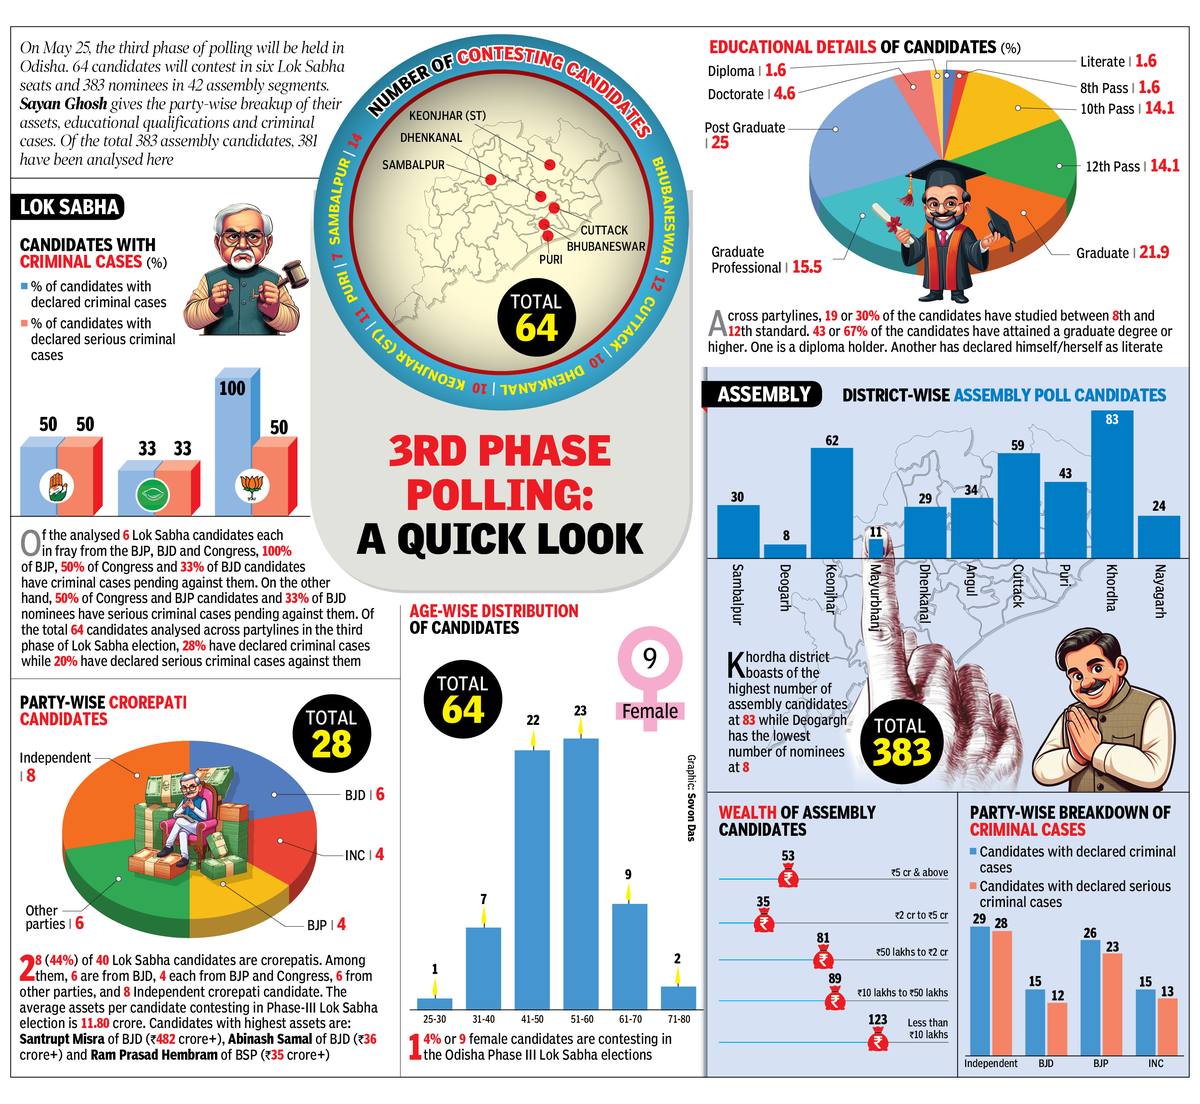 On May 25, the third phase of polling will be held in
Odisha. 64 candidates will contest in six Lok Sabha
seats and 383 nominees in 42 assembly segments.
Sayan Ghosh gives the party-wise breakup of their
assets, educational qualifications and criminal
cases. Of the total 383 assembly candidates, 381
have been analysed here
NUMBER OF CONTESTING CANDIDATES
BHUBANESWAR | 12
CUTTACK | 10
DHENKANAL | 10
KEONJHAR (ST) | 11
PURI | 7
SAMBALPUR | 14
KEONJHAR (ST)
DHENKANAL
SAMBALPUR
CUTTACK
BHUBANESWAR
PURI
TOTAL
64
3RD PHASE
POLLING:
A QUICK LOOK
LOK SABHA
CANDIDATES WITH
CRIMINAL CASES (%)
% of candidates with
declared criminal cases
% of candidates with
declared serious criminal
cases
50 50
33 33
100
50
Of the analysed 6 Lok Sabha candidates each
in fray from the BJP, BJD and Congress, 100%
of BJP, 50% of Congress and 33% of BJD candidates
have criminal cases pending against them. On the other
hand, 50% of Congress and BJP candidates and 33% of BJD
nominees have serious criminal cases pending against them. Of
the total 64 candidates analysed across partylines in the third
phase of Lok Sabha election, 28% have declared criminal cases
while 20% have declared serious criminal cases against them
PARTY-WISE CROREPATI
CANDIDATES
TOTAL
28
Independent
| 8
BJD | 6
INC | 4
BJP | 4
Other
parties | 6
28 (44%) of 40 Lok Sabha candidates are crorepatis. Among
them, 6 are from BJD, 4 each from BJP and Congress, 6 from
other parties, and 8 Independent crorepati candidate. The
average assets per candidate contesting in Phase-III Lok Sabha
election is 11.80 crore. Candidates with highest assets are:
Santrupt Misra of BJD (₹482 crore+), Abinash Samal of BJD (₹36
crore+) and Ram Prasad Hembram of BSP (₹35 crore+)
AGE-WISE DISTRIBUTION
OF CANDIDATES
TOTAL
64
9
Female
1
7
22
23
9
2
25-30 31-40 41-50 51-60 61-70 71-80
14% or 9 female candidates are contesting in
the Odisha Phase III Lok Sabha elections
Graphic: Sovon Das
EDUCATIONAL DETAILS OF CANDIDATES (%)
Diploma | 1.6
Doctorate | 4.6
Post Graduate
| 25
Graduate
Professional | 15.5
Literate | 1.6
8th Pass | 1.6
10th Pass | 14.1
12th Pass | 14.1
Graduate | 21.9
Across partylines, 19 or 30% of the candidates have studied between 8th and
12th standard. 43 or 67% of the candidates have attained a graduate degree or
higher. One is a diploma holder. Another has declared himself/herself as literate
ASSEMBLY
DISTRICT-WISE ASSEMBLY POLL CANDIDATES
30
8
62
11
29
34
59
43
83
24
Sambalpur
Deogarh
Keonjhar
Mayurbhanj
Dhenkanal
Angul
Cuttack
Puri
Khordha
Nayagarh
Khordha district
boasts of the
highest number of
assembly candidates
at 83 while Deogargh
has the lowest
number of nominees
at 8
TOTAL
383
WEALTH OF ASSEMBLY
CANDIDATES
53
₹5 cr & above
35
₹2 cr to ₹5 cr
81
₹50 lakhs to ₹2 cr
89
₹10 lakhs to ₹50 lakhs
123
Less than
₹10 lakhs
PARTY-WISE BREAKDOWN OF
CRIMINAL CASES
Candidates with declared criminal
cases
Candidates with declared serious
criminal cases
29 28
15 12
26 23
15 13
Independent BJD BJP INC